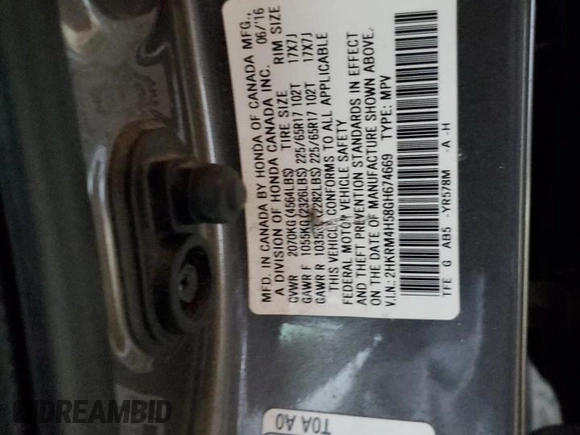 MFD. IN CANADA BY HONDA OF CANADA MFG.,
A DIVISION OF HONDA CANADA INC. 06/'16
TIRE SIZE RIM SIZE
GVWR 2070KG(4564LBS)
GAWR F 1055KG(2326LBS) 225/65R17 102T 17X7J
GAWR R 1035KG(2282LBS) 225/65R17 102T 17X7J
THIS VEHICLE CONFORMS TO ALL APPLICABLE
FEDERAL MOTOR VEHICLE SAFETY
AND THEFT PREVENTION STANDARDS IN EFFECT
ON THE DATE OF MANUFACTURE SHOWN ABOVE.
V.I.N.: 2HKRM4H58GH674669 TYPE: MPV
TFE G AB5 -YR578M -A -H
T0A A0
DREAMBID